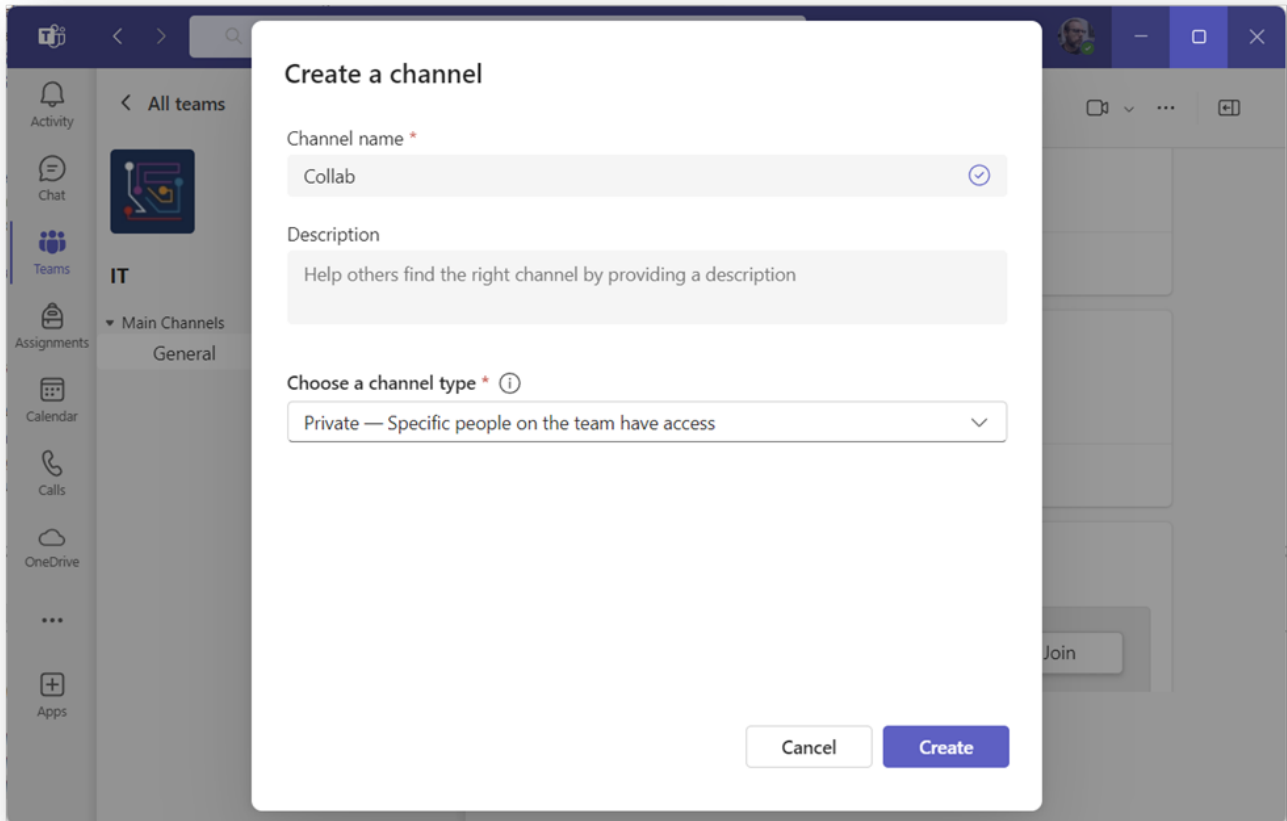 Create a channel
Channel name *
Collab
Description
Help others find the right channel by providing a description
Choose a channel type *
Private — Specific people on the team have access
Cancel
Create
All teams
IT
Main Channels
General
Activity
Chat
Teams
Assignments
Calendar
Calls
OneDrive
Apps
Join